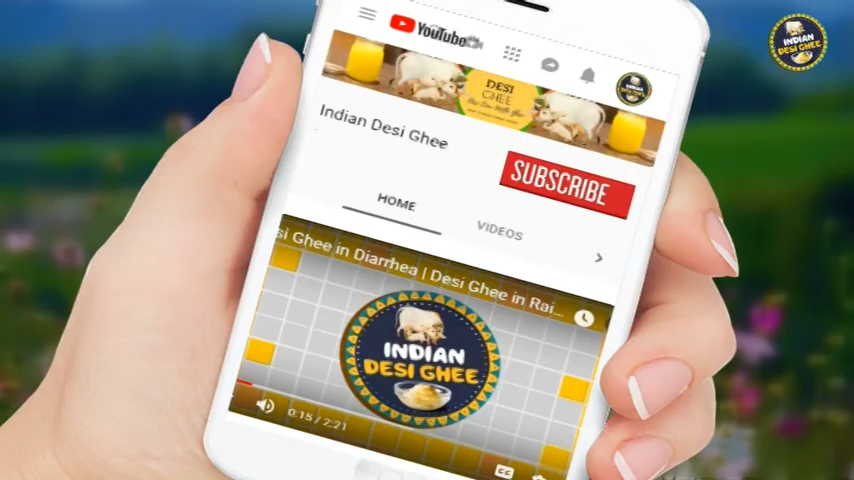 YouTube
INDIAN
DESI GHEE
DESI
GHEE
Indian Desi Ghee
SUBSCRIBE
HOME
VIDEOS
si Ghee in Diarrhea | Desi Ghee in Rai...
INDIAN
DESI GHEE
0:15 / 2:21
CC